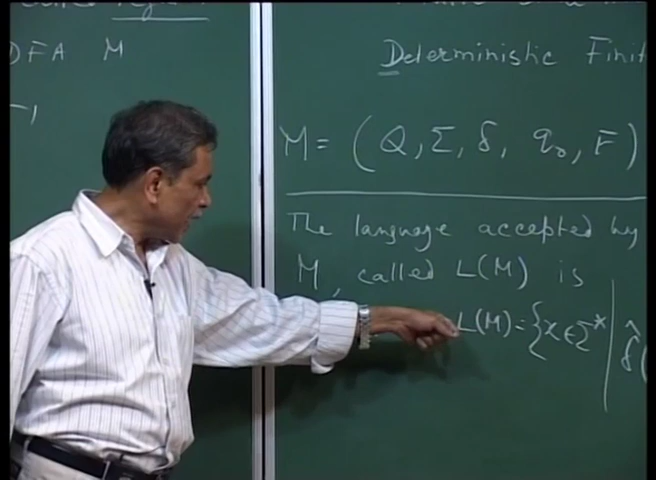 DFA M
Deterministic Finit
M = (Q, Σ, δ, q₀, F)
The language accepted by
M, called L(M) is
L(M) = {x ∈ Σ* | δ̂(